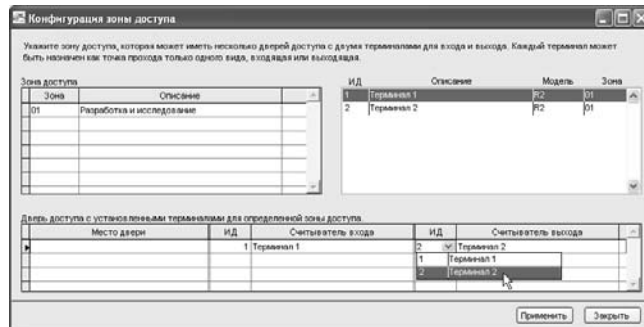 Конфигурация зоны доступа
Укажите зону доступа, которая может иметь несколько дверей доступа с двумя терминалами для входа и выхода. Каждый терминал может
быть назначен как точка прохода только одного вида, входящая или выходящая.
Зона доступа
Зона Описание
01 Разработка и исследование
ИД Описание Модель Зона
1 Терминал 1 R2 01
2 Терминал 2 R2 01
Дверь доступа с установленными терминалами для определенной зоны доступа.
Место двери ИД Считыватель входа ИД Считыватель выхода
1 Терминал 1 2 Терминал 2
1 Терминал 1
2 Терминал 2
Применить Закрыть